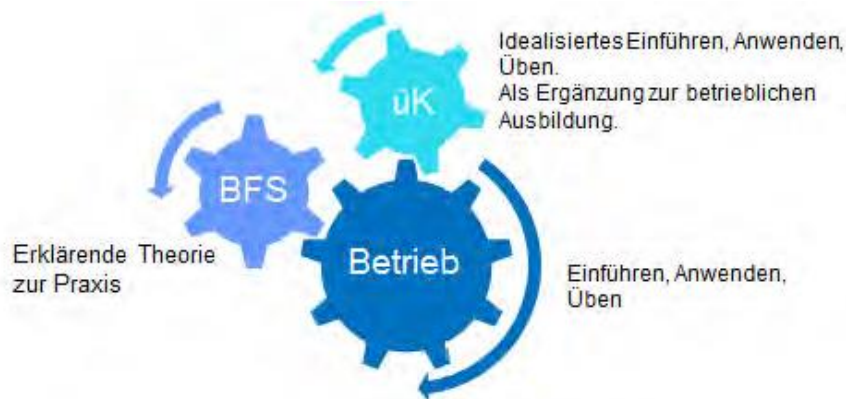 Idealisiertes Einführen, Anwenden,
Üben.
Als Ergänzung zur betrieblichen
Ausbildung.
üK
BFS
Betrieb
Erklärende Theorie
zur Praxis
Einführen, Anwenden,
Üben